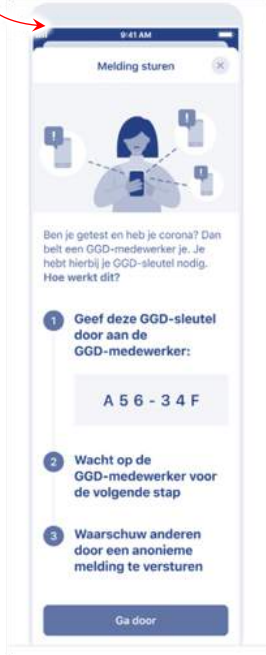 9:41 AM
Melding sturen
Ben je getest en heb je corona? Dan
belt een GGD-medewerker je. Je
hebt hierbij je GGD-sleutel nodig.
Hoe werkt dit?
1 Geef deze GGD-sleutel
door aan de
GGD-medewerker:
A56-34F
2 Wacht op de
GGD-medewerker voor
de volgende stap
3 Waarschuw anderen
door een anonieme
melding te versturen
Ga door